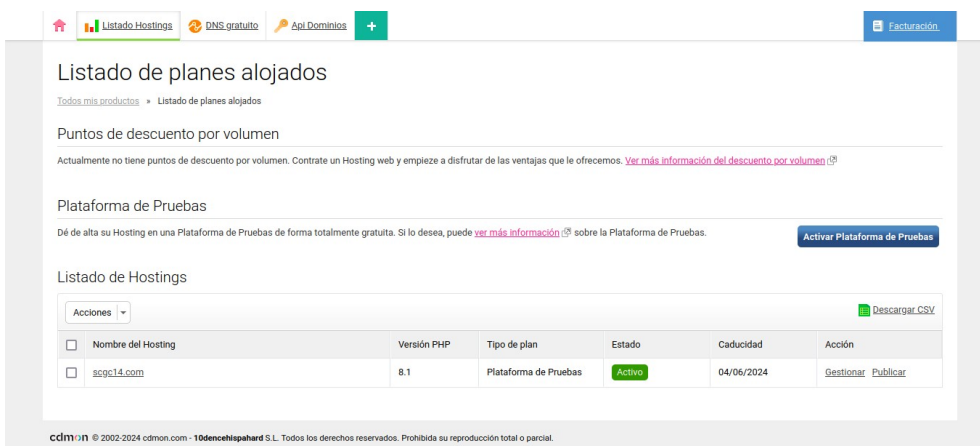 Listado Hostings DNS gratuito Api Dominios + Facturación
Listado de planes alojados
Todos mis productos » Listado de planes alojados
Puntos de descuento por volumen
Actualmente no tiene puntos de descuento por volumen. Contrate un Hosting web y empieze a disfrutar de las ventajas que le ofrecemos. Ver más información del descuento por volumen
Plataforma de Pruebas
Dé de alta su Hosting en una Plataforma de Pruebas de forma totalmente gratuita. Si lo desea, puede ver más información sobre la Plataforma de Pruebas. Activar Plataforma de Pruebas
Listado de Hostings
Acciones Descargar CSV
Nombre del Hosting Versión PHP Tipo de plan Estado Caducidad Acción
scgc14.com 8.1 Plataforma de Pruebas Activo 04/06/2024 Gestionar Publicar
cdmon © 2002-2024 cdmon.com - 10dencehispahard S.L. Todos los derechos reservados. Prohibida su reproducción total o parcial.